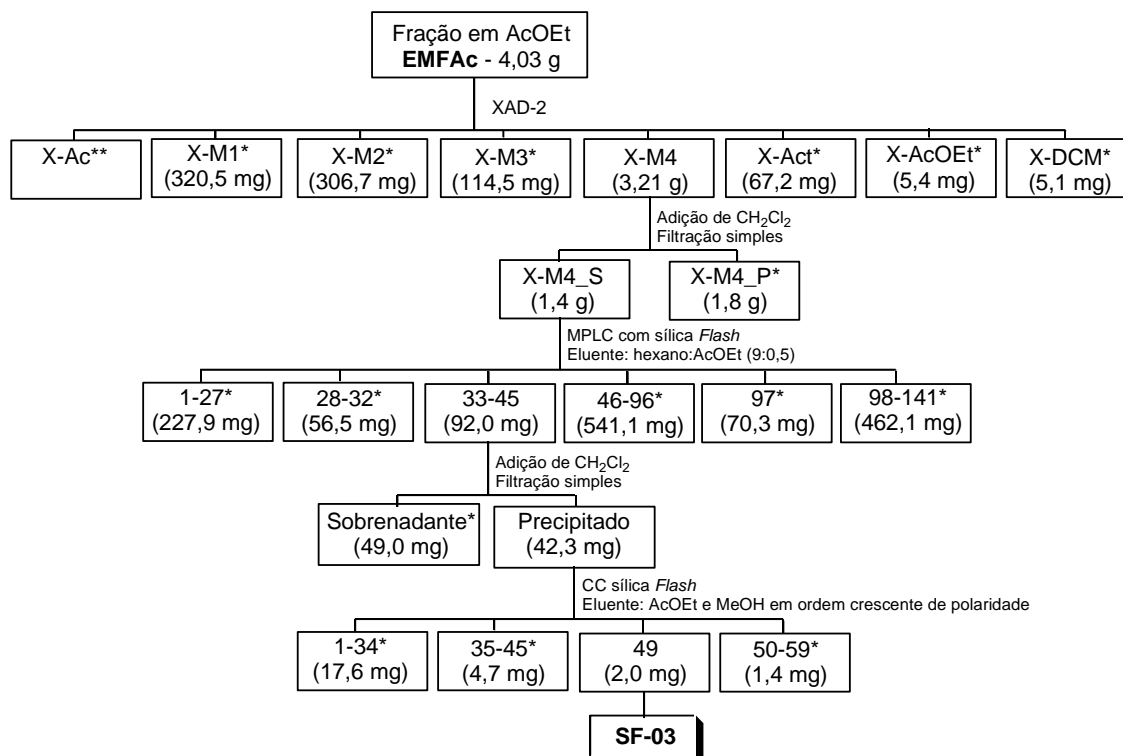 Fração em AcOEt
EMFAc - 4,03 g
XAD-2
X-Ac** X-M1* X-M2* X-M3* X-M4 X-Act* X-AcOEt* X-DCM*
(320,5 mg) (306,7 mg) (114,5 mg) (3,21 g) (67,2 mg) (5,4 mg) (5,1 mg)
Adição de CH₂Cl₂
Filtração simples
X-M4_S X-M4_P*
(1,4 g) (1,8 g)
MPLC com sílica Flash
Eluente: hexano:AcOEt (9:0,5)
1-27* 28-32* 33-45 46-96* 97* 98-141*
(227,9 mg) (56,5 mg) (92,0 mg) (541,1 mg) (70,3 mg) (462,1 mg)
Adição de CH₂Cl₂
Filtração simples
Sobrenadante* Precipitado
(49,0 mg) (42,3 mg)
CC sílica Flash
Eluente: AcOEt e MeOH em ordem crescente de polaridade
1-34* 35-45* 49 50-59*
(17,6 mg) (4,7 mg) (2,0 mg) (1,4 mg)
SF-03